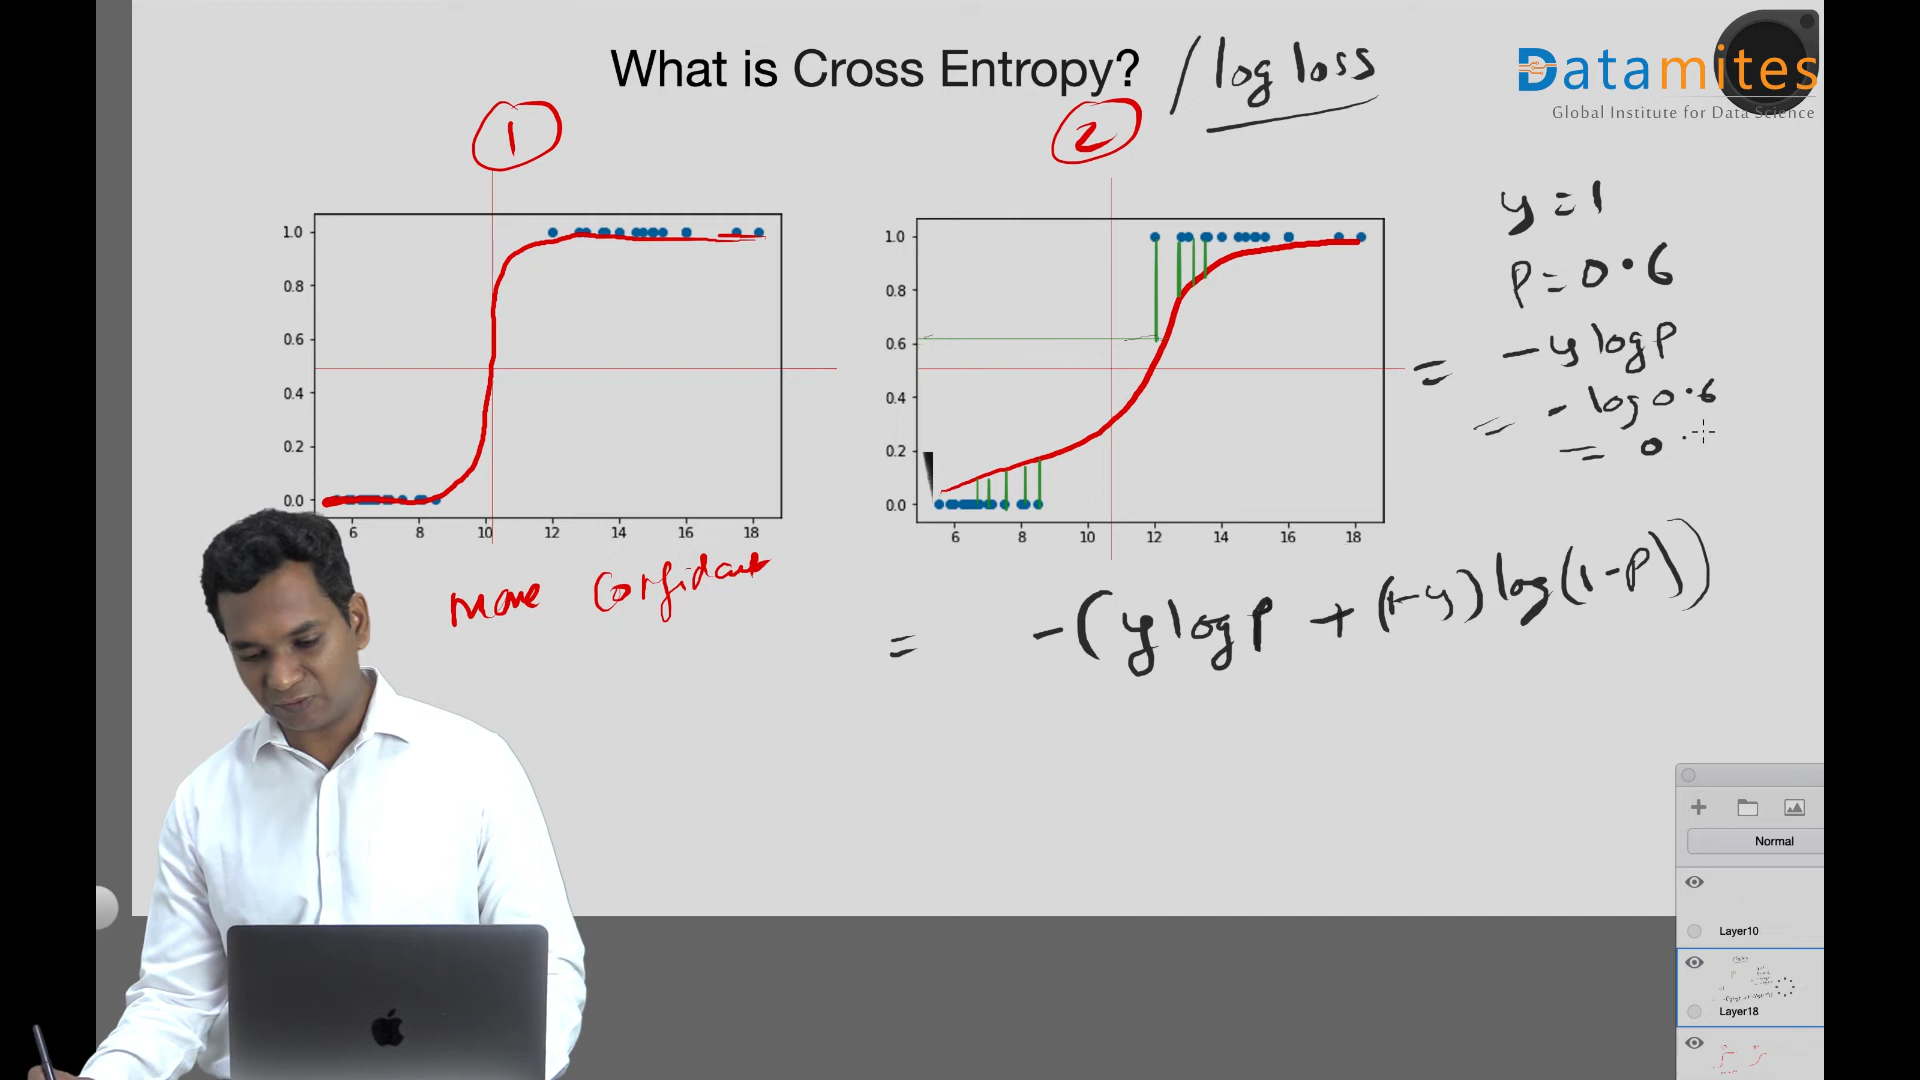 What is Cross Entropy? / log loss
Datamites
Global Institute for Data Science
1
2
1.0
0.8
0.6
0.4
0.2
0.0
6 8 10 12 14 16 18
1.0
0.8
0.6
0.4
0.2
0.0
6 8 10 12 14 16 18
y = 1
P = 0.6
= - y log P
= - log 0.6
= 0.
More Confidant
= -(y log P + (1-y) log (1-P))
Normal
Layer10
Layer18